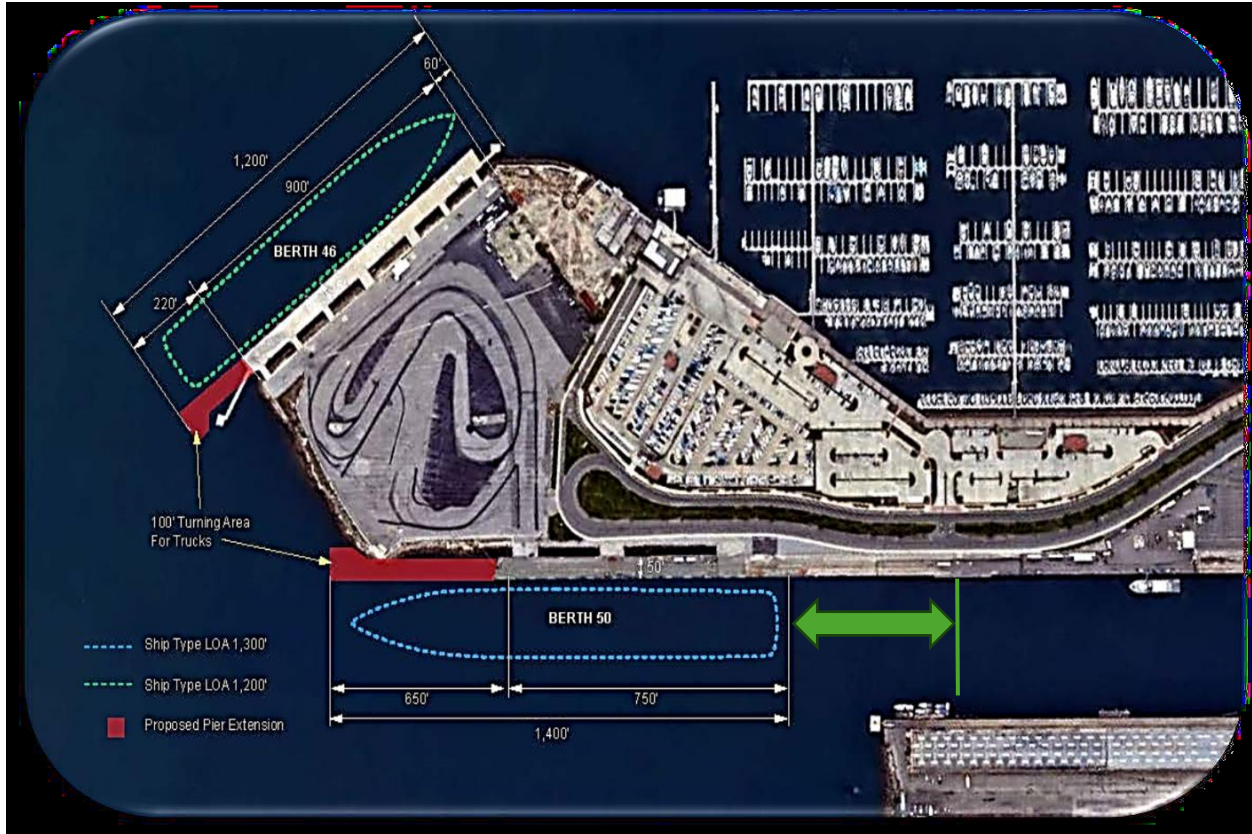 60'
1,200'
900'
BERTH 46
220'
100' Turning Area
For Trucks
50'
BERTH 50
Ship Type LOA 1,300'
Ship Type LOA 1,200'
Proposed Pier Extension
650'
750'
1,400'